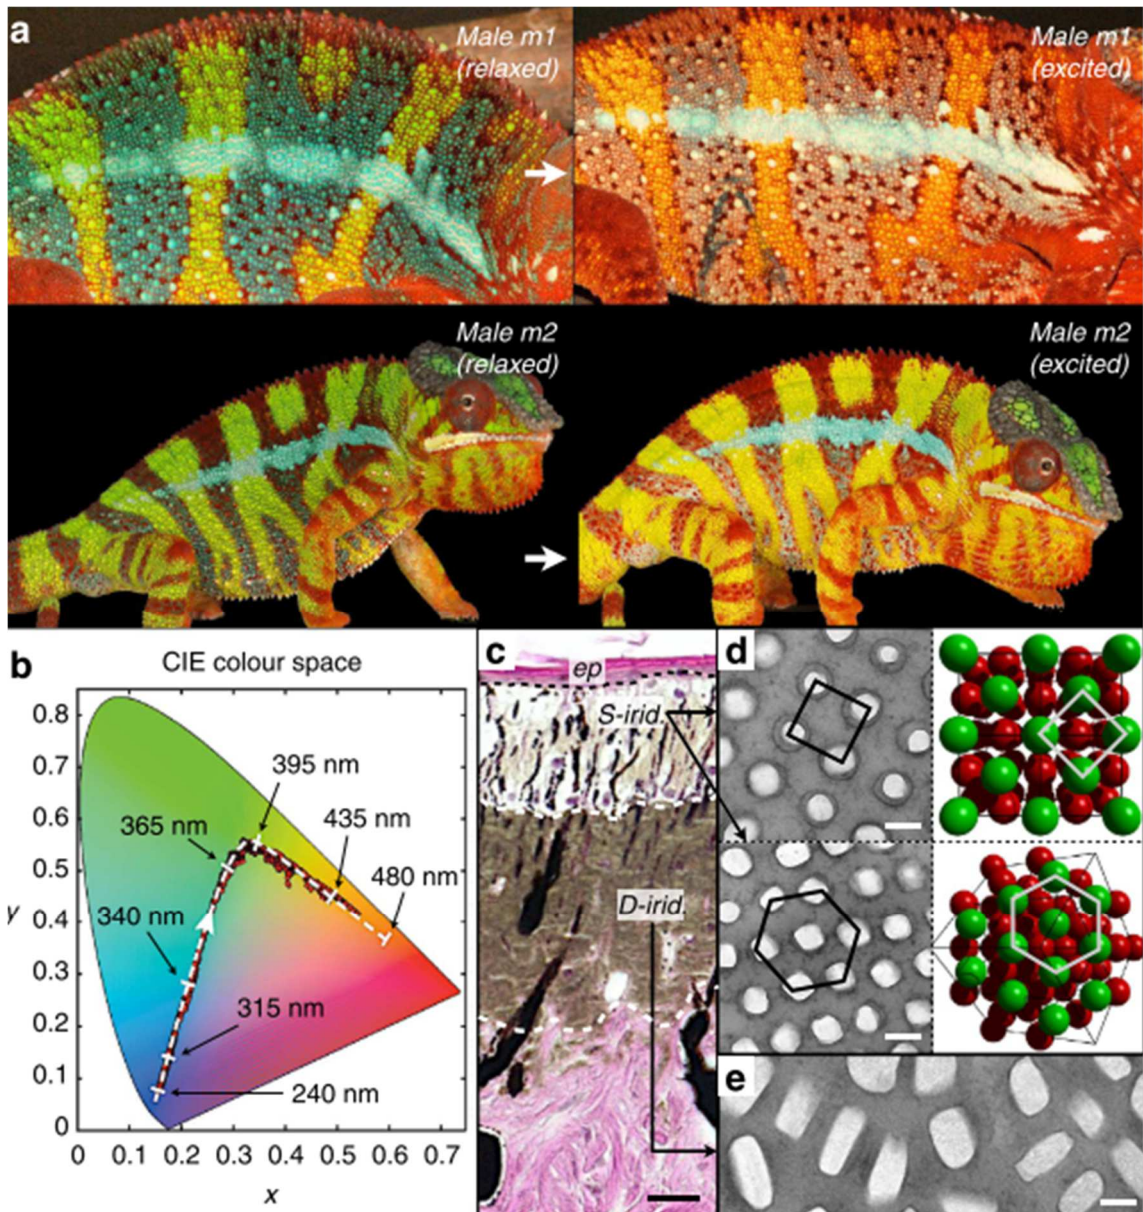 a
Male m1
(relaxed)
Male m1
(excited)
Male m2
(relaxed)
Male m2
(excited)
b
CIE colour space
0.8
0.7
0.6
0.5
y
0.4
0.3
0.2
0.1
0
0
0.1
0.2
0.3
0.4
0.5
0.6
0.7
x
395 nm
365 nm
435 nm
480 nm
340 nm
315 nm
240 nm
c
ep
S-irid.
D-irid.
d
e